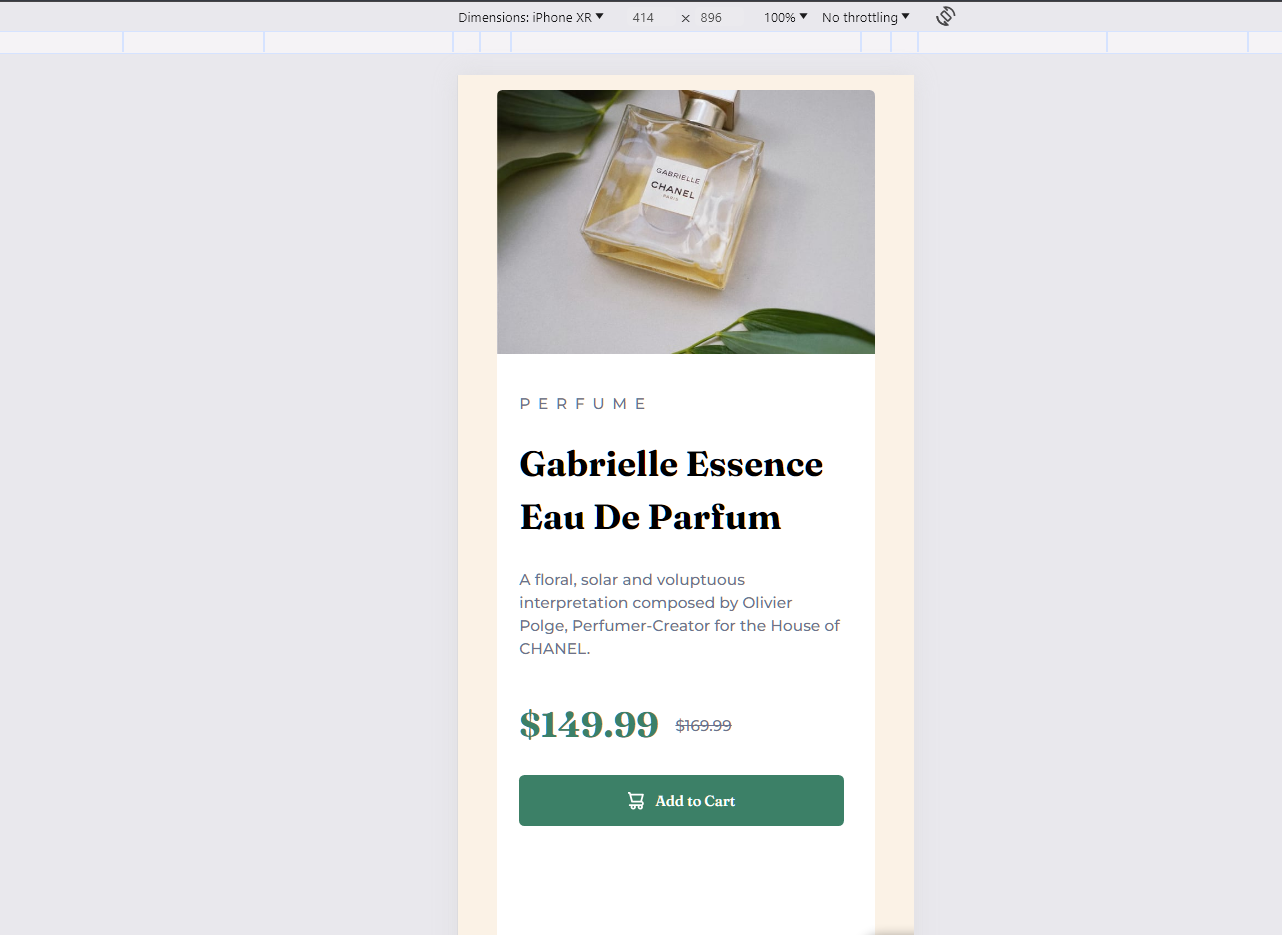 Dimensions: iPhone XR 414 × 896 100% No throttling
GABRIELLE
CHANEL
PARIS
PERFUME
Gabrielle Essence
Eau De Parfum
A floral, solar and voluptuous
interpretation composed by Olivier
Polge, Perfumer-Creator for the House of
CHANEL.
$149.99 $169.99
Add to Cart